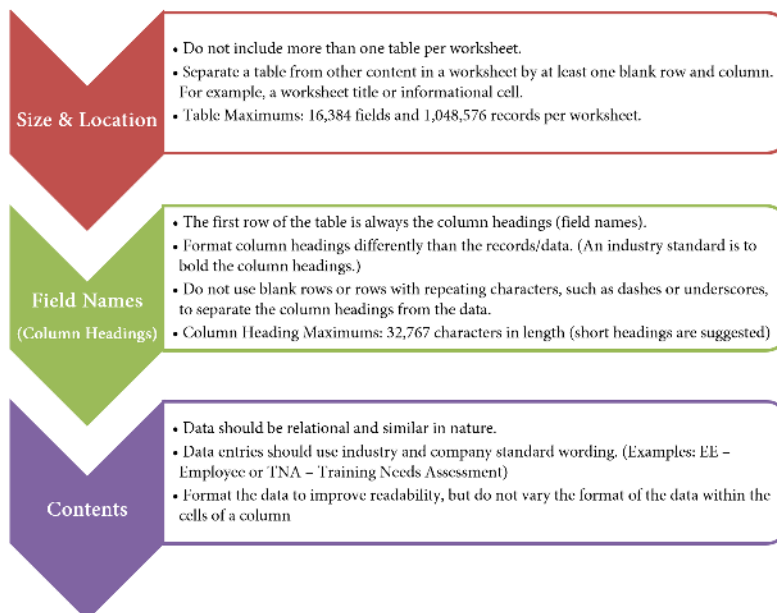 Size & Location
• Do not include more than one table per worksheet.
• Separate a table from other content in a worksheet by at least one blank row and column.
For example, a worksheet title or informational cell.
• Table Maximums: 16,384 fields and 1,048,576 records per worksheet.
Field Names
(Column Headings)
• The first row of the table is always the column headings (field names).
• Format column headings differently than the records/data. (An industry standard is to
bold the column headings.)
• Do not use blank rows or rows with repeating characters, such as dashes or underscores,
to separate the column headings from the data.
• Column Heading Maximums: 32,767 characters in length (short headings are suggested)
Contents
• Data should be relational and similar in nature.
• Data entries should use industry and company standard wording. (Examples: EE –
Employee or TNA – Training Needs Assessment)
• Format the data to improve readability, but do not vary the format of the data within the
cells of a column